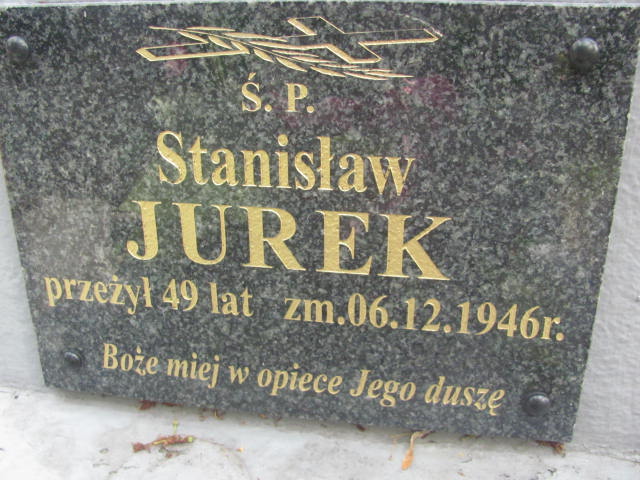 Ś. P.
Stanisław
JUREK
przeżył 49 lat zm.06.12.1946r.
Boże miej w opiece Jego duszę